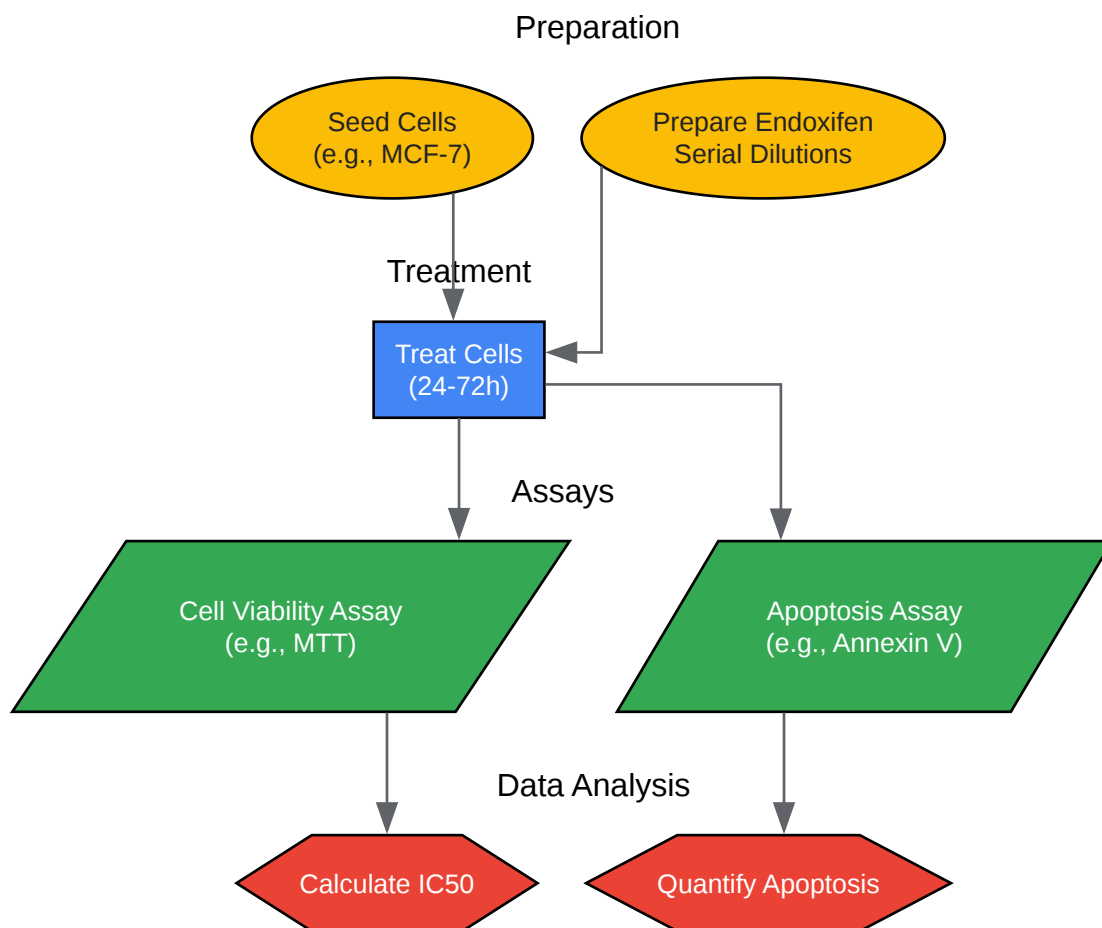 Preparation
Seed Cells
(e.g., MCF-7)
Prepare Endoxifen
Serial Dilutions
Treatment
Treat Cells
(24-72h)
Assays
Cell Viability Assay
(e.g., MTT)
Apoptosis Assay
(e.g., Annexin V)
Data Analysis
Calculate IC50
Quantify Apoptosis